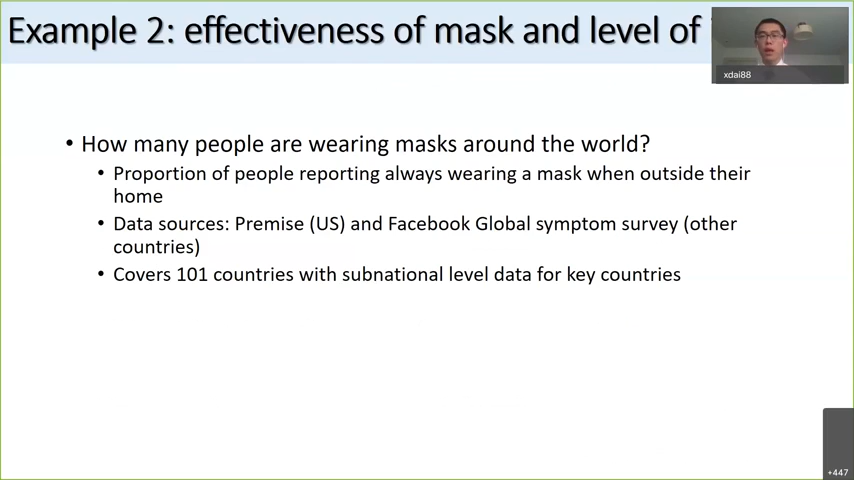 Example 2: effectiveness of mask and level of
xdai88
• How many people are wearing masks around the world?
• Proportion of people reporting always wearing a mask when outside their
home
• Data sources: Premise (US) and Facebook Global symptom survey (other
countries)
• Covers 101 countries with subnational level data for key countries
+447